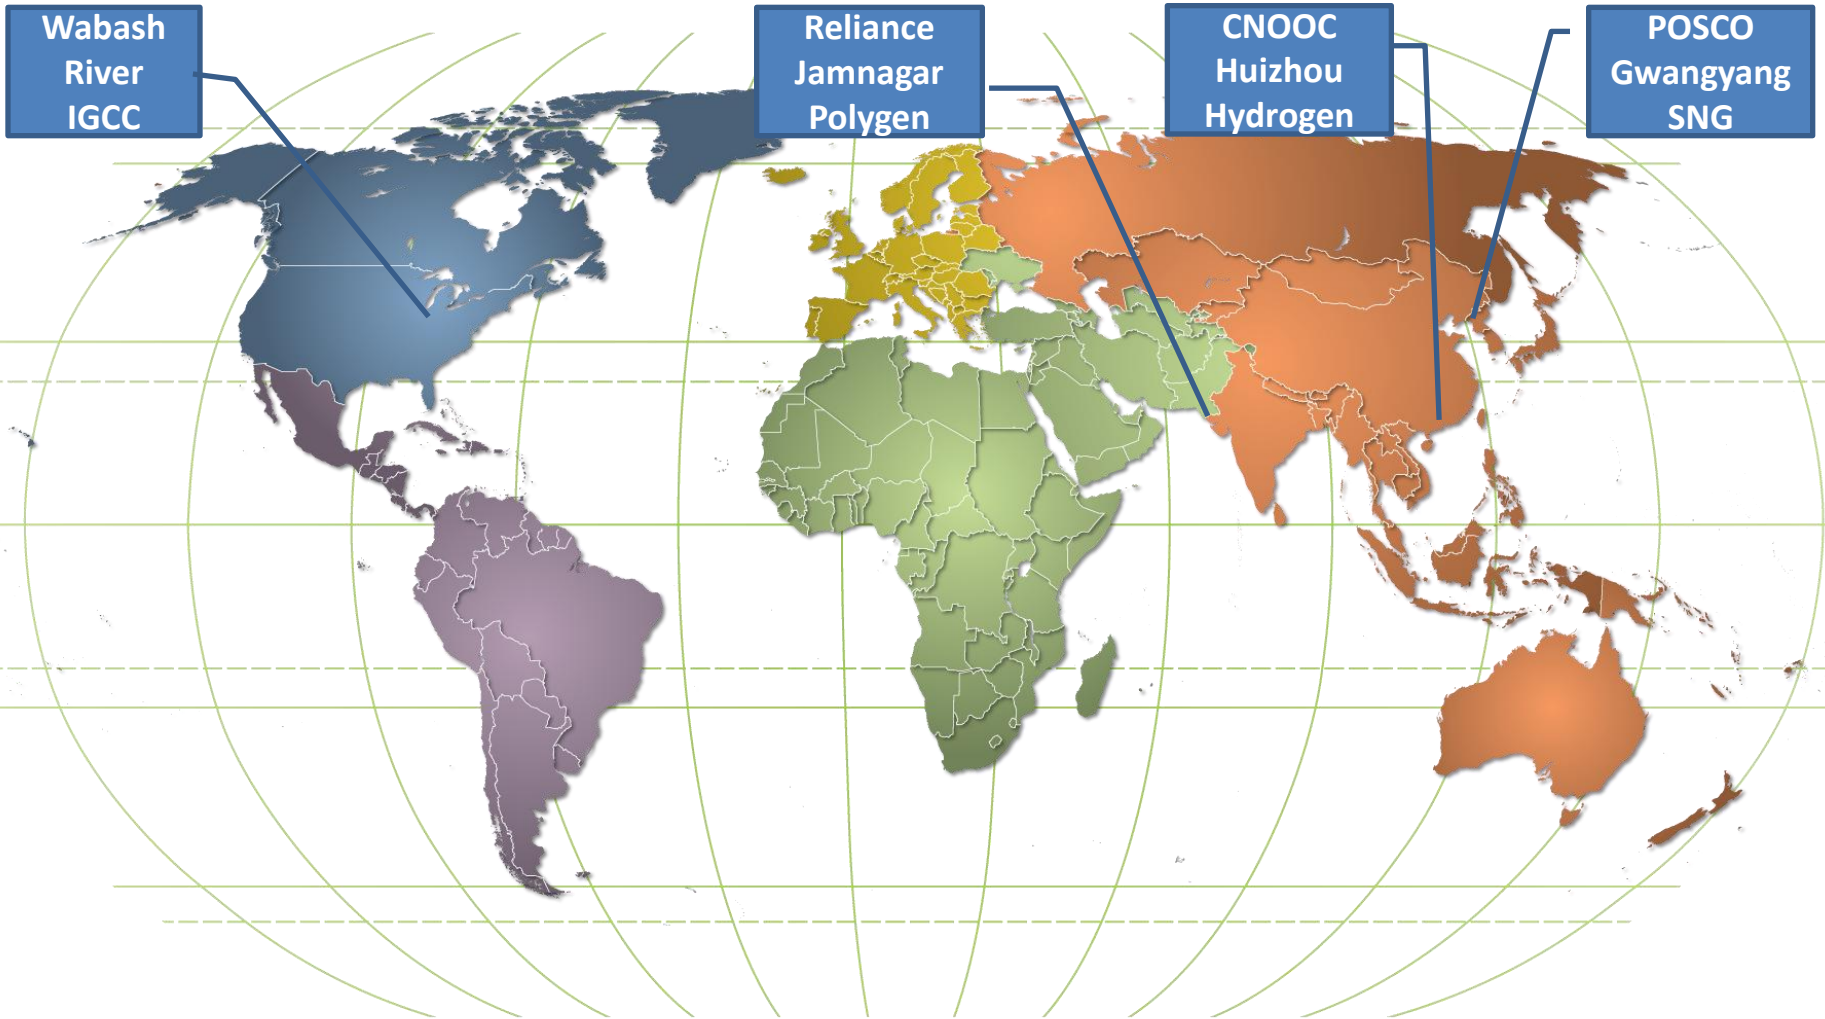 Wabash
River
IGCC
Reliance
Jamnagar
Polygen
CNOOC
Huizhou
Hydrogen
POSCO
Gwangyang
SNG